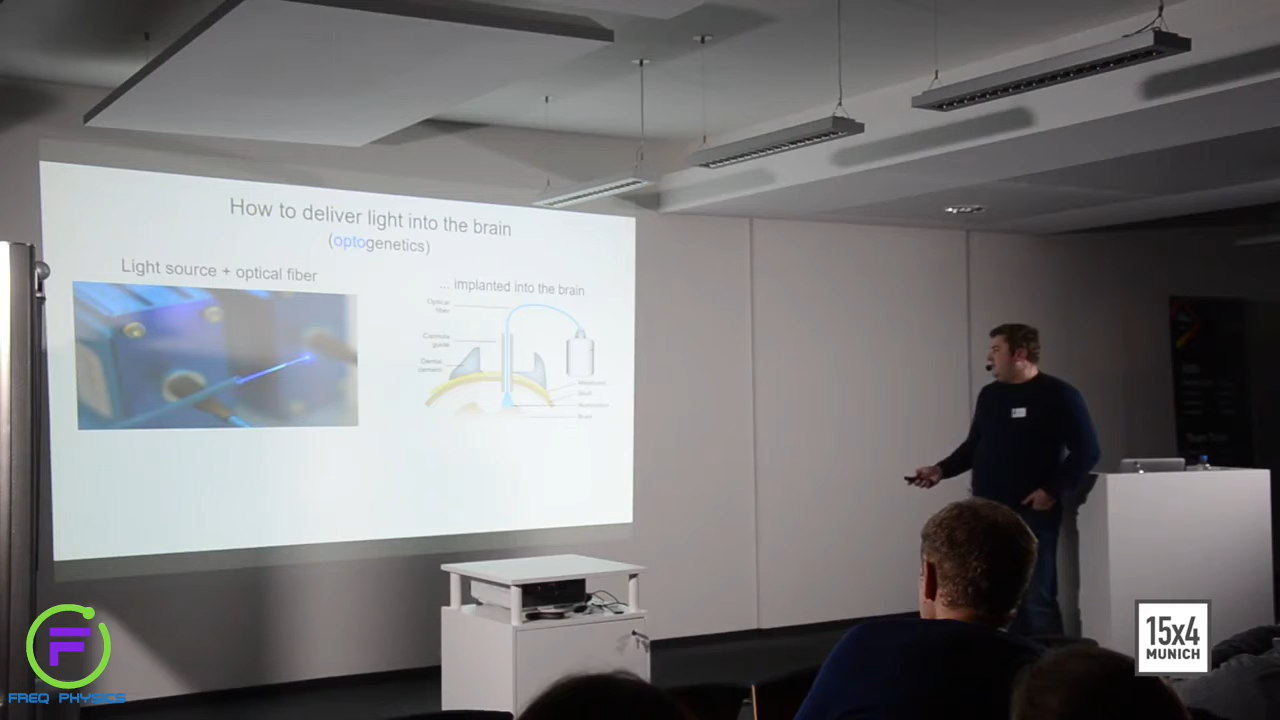 How to deliver light into the brain
(optogenetics)
Light source + optical fiber
... implanted into the brain
Optical
fiber
Cannula
guide
Dental
cement
Skull
Brain
F
FREQ PHYSICS
15x4
MUNICH